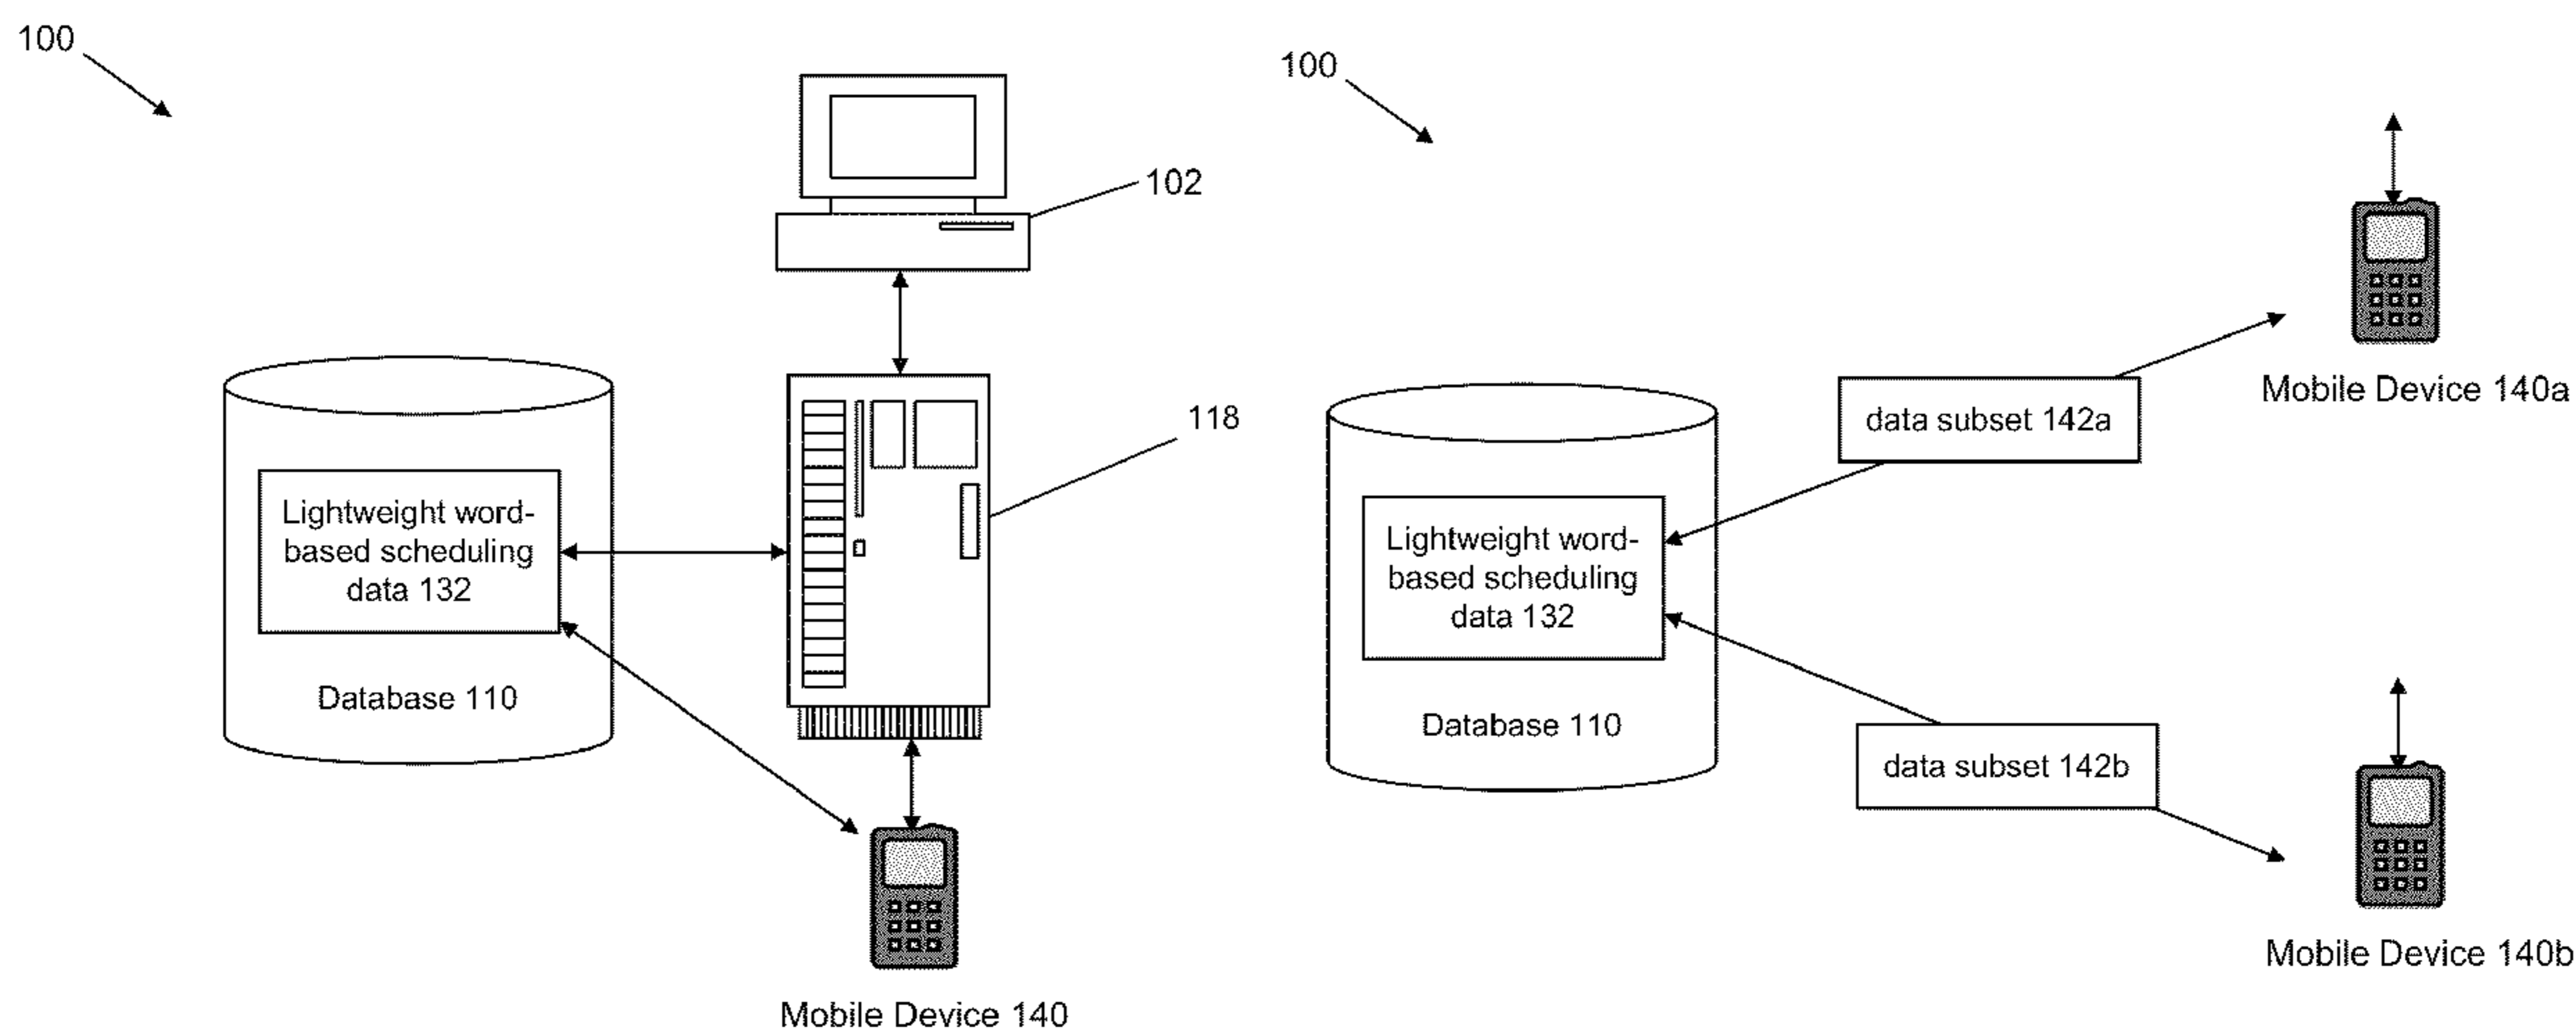 100
102
118
Lightweight word-
based scheduling
data 132
Database 110
Mobile Device 140
100
Mobile Device 140a
data subset 142a
Lightweight word-
based scheduling
data 132
Database 110
data subset 142b
Mobile Device 140b